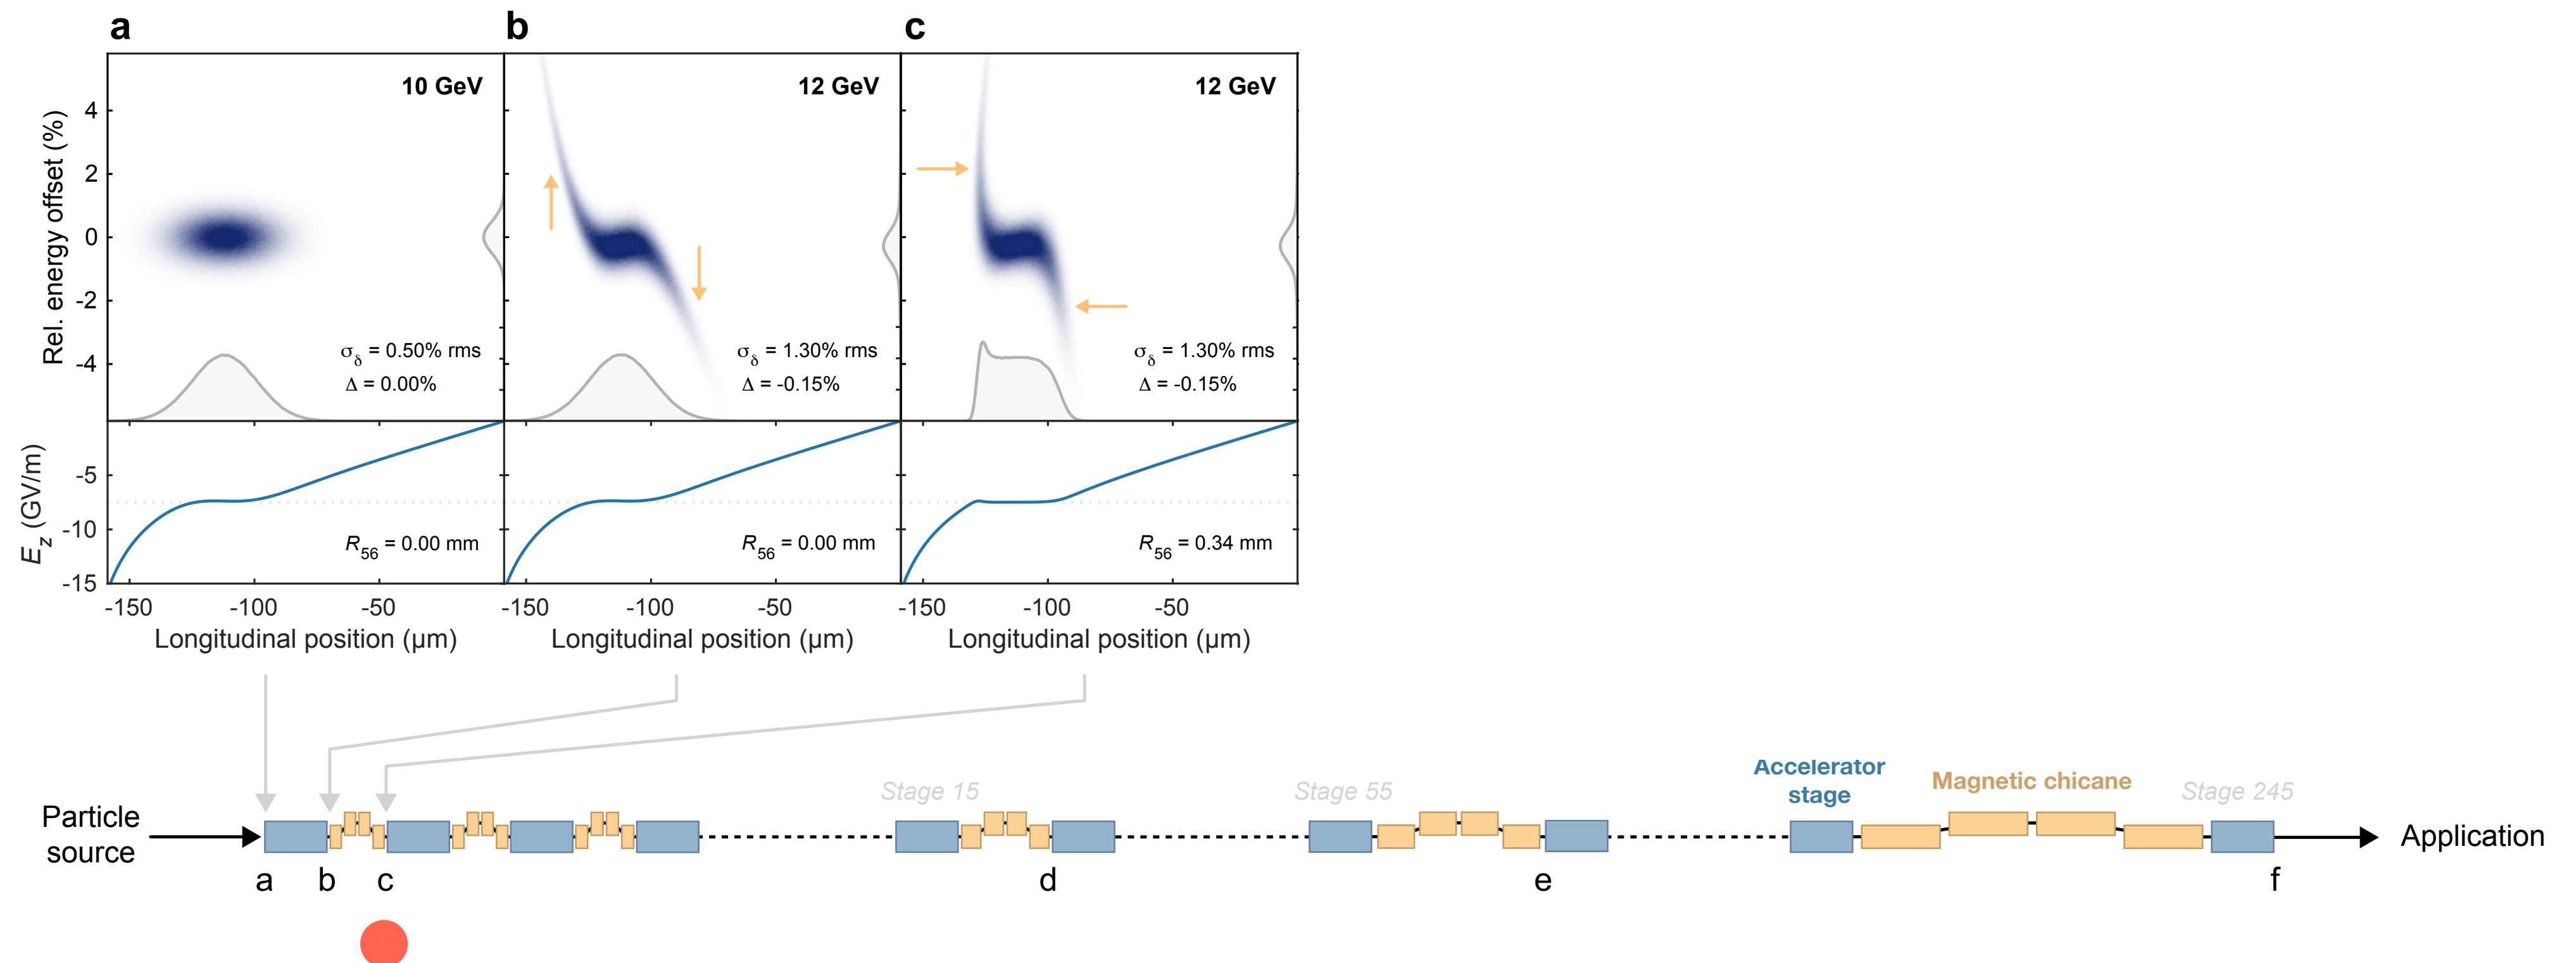 a
b
c
10 GeV
12 GeV
12 GeV
Rel. energy offset (%)
4
2
0
-2
-4
σδ = 0.50% rms
Δ = 0.00%
σδ = 1.30% rms
Δ = -0.15%
σδ = 1.30% rms
Δ = -0.15%
Ez (GV/m)
-5
-10
-15
R56 = 0.00 mm
R56 = 0.00 mm
R56 = 0.34 mm
-150 -100 -50
-150 -100 -50
-150 -100 -50
Longitudinal position (µm)
Longitudinal position (µm)
Longitudinal position (µm)
Particle
source
Stage 15
Stage 55
Accelerator
stage
Magnetic chicane
Stage 245
Application
a
b
c
d
e
f